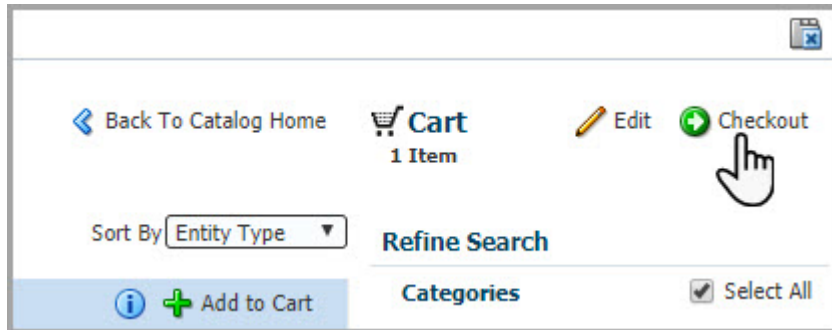 Back To Catalog Home
Cart
Edit
Checkout
1 Item
Sort By Entity Type
Refine Search
Add to Cart
Categories
Select All